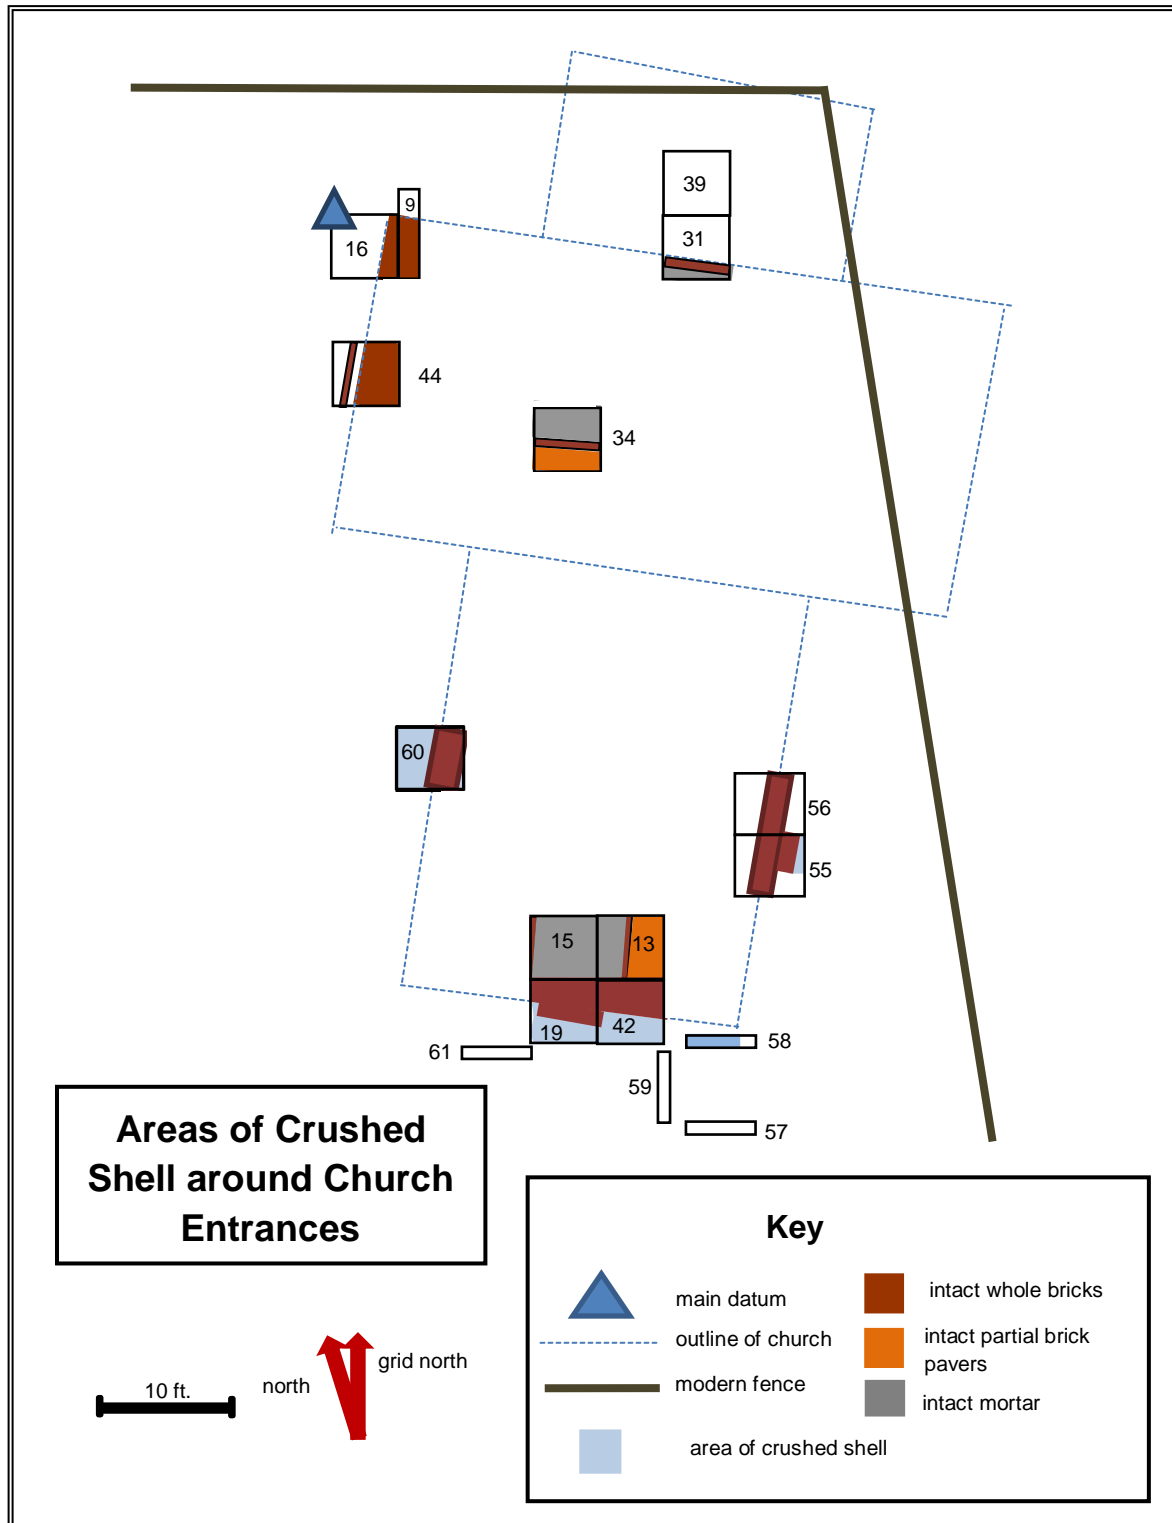 39
9
31
16
44
34
60
56
55
15
13
19
42
61
58
59
57
Areas of Crushed
Shell around Church
Entrances
Key
main datum
outline of church
modern fence
area of crushed shell
intact whole bricks
intact partial brick
pavers
intact mortar
grid north
north
10 ft.